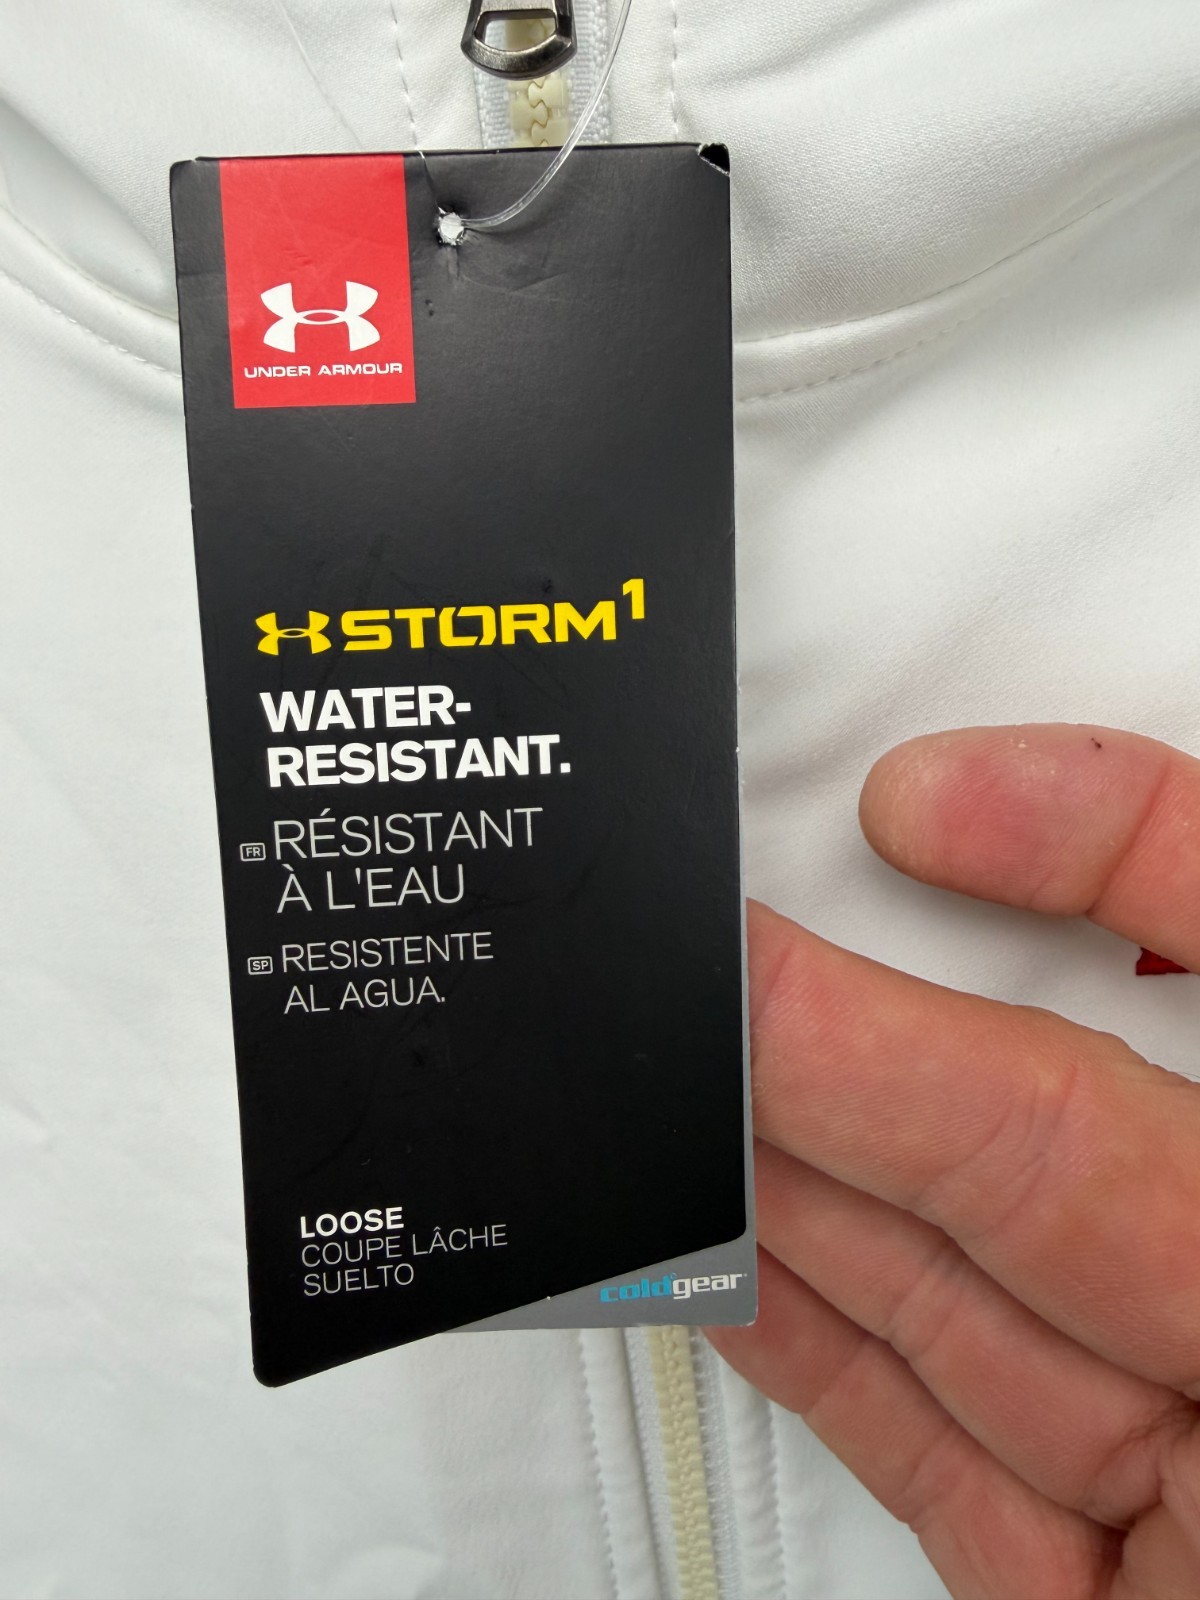 UNDER ARMOUR
STORM1
WATER-
RESISTANT.
FR RÉSISTANT
À L'EAU
SP RESISTENTE
AL AGUA.
LOOSE
COUPE LÂCHE
SUELTO
coldgear